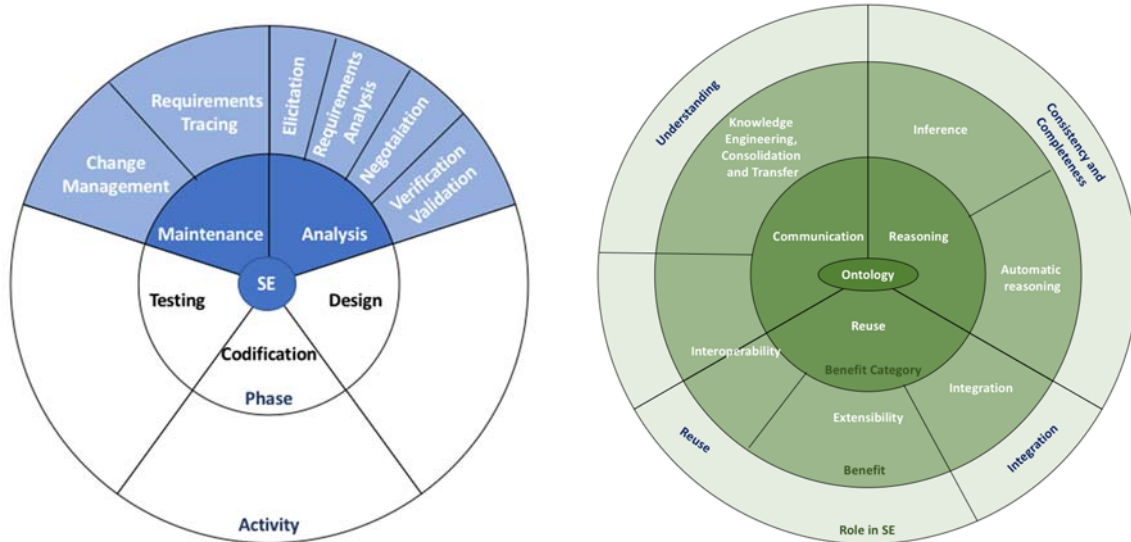 Requirements
Tracing
Elicitation
Requirements
Analysis
Negotaiation
Verification
Validation
Change
Management
Maintenance
Analysis
SE
Testing
Design
Codification
Phase
Activity
Understanding
Consistency and
Completeness
Knowledge
Engineering,
Consolidation
and Transfer
Inference
Communication
Reasoning
Ontology
Automatic
reasoning
Reuse
Interoperability
Benefit Category
Integration
Extensibility
Reuse
Integration
Benefit
Role in SE